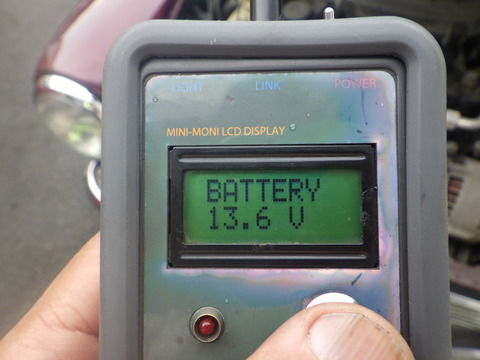 LIGHT LINK POWER
MINI-MONI LCD DISPLAY
BATTERY
13.6 V